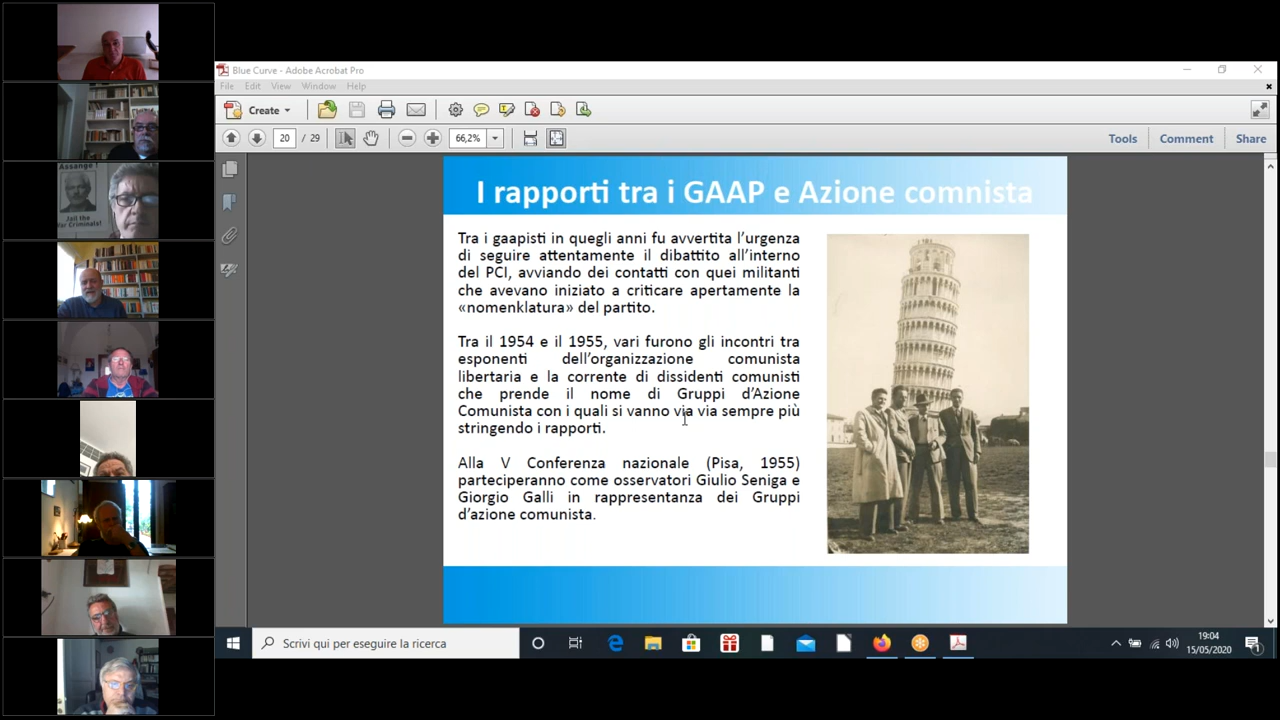 Assange !
Jail the
War Criminals!
Blue Curve - Adobe Acrobat Pro
File Edit View Window Help
Create
20 / 29
66,2%
Tools Comment Share
I rapporti tra i GAAP e Azione comnista
Tra i gaapisti in quegli anni fu avvertita l’urgenza
di seguire attentamente il dibattito all’interno
del PCI, avviando dei contatti con quei militanti
che avevano iniziato a criticare apertamente la
«nomenklatura» del partito.
Tra il 1954 e il 1955, vari furono gli incontri tra
esponenti dell’organizzazione comunista
libertaria e la corrente di dissidenti comunisti
che prende il nome di Gruppi d’Azione
Comunista con i quali si vanno via via sempre più
stringendo i rapporti.
Alla V Conferenza nazionale (Pisa, 1955)
parteciperanno come osservatori Giulio Seniga e
Giorgio Galli in rappresentanza dei Gruppi
d’azione comunista.
Scrivi qui per eseguire la ricerca
19:04
15/05/2020
1